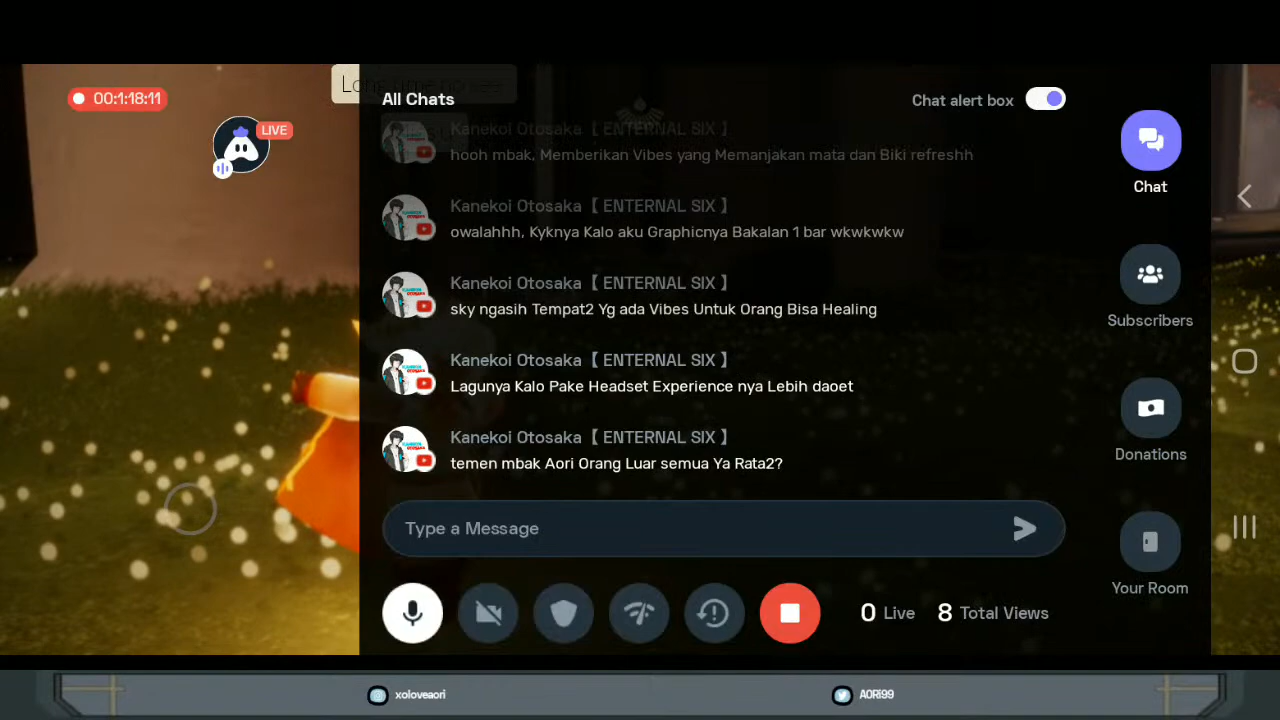 00:1:18:11
LIVE
All Chats
Chat alert box
Kanekoi Otosaka【 ENTERNAL SIX 】
hooh mbak, Memberikan Vibes yang Memanjakan mata dan Biki refreshh
Kanekoi Otosaka【 ENTERNAL SIX 】
owalahhh, Kyknya Kalo aku Graphicnya Bakalan 1 bar wkwkwkw
Kanekoi Otosaka【 ENTERNAL SIX 】
sky ngasih Tempat2 Yg ada Vibes Untuk Orang Bisa Healing
Kanekoi Otosaka【 ENTERNAL SIX 】
Lagunya Kalo Pake Headset Experience nya Lebih daoet
Kanekoi Otosaka【 ENTERNAL SIX 】
temen mbak Aori Orang Luar semua Ya Rata2?
Type a Message
0 Live 8 Total Views
Chat
Subscribers
Donations
Your Room
xoloveaori
A0Ri99